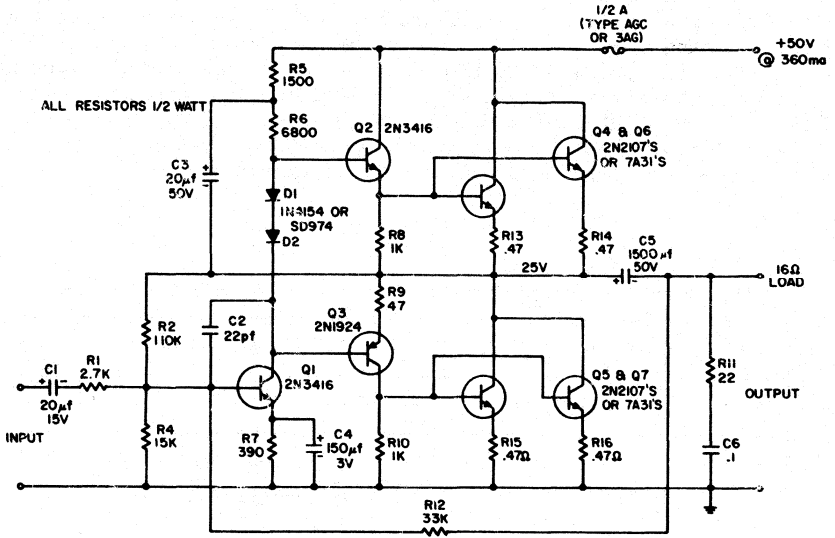 1/2 A
(TYPE AGC
OR 3AG)
+50V
@ 360ma
R5
1500
ALL RESISTORS 1/2 WATT
R6
6800
Q2 2N3416
Q4 & Q6
2N2107'S
OR 7A31'S
C3
20μf
50V
+
-
D1
1N9154 OR
SD974
D2
R8
1K
R13
.47
R14
.47
C5
1500μf
50V
25V
+
-
16Ω
LOAD
R9
47
Q3
2N1924
R2
110K
C2
22pf
Q1
2N3416
C1
+
-
20μf
15V
R1
2.7K
Q5 & Q7
2N2107'S
OR 7A31'S
R11
22
OUTPUT
INPUT
R4
15K
R7
390
+
-
C4
150μf
3V
R10
1K
R15
.47Ω
R16
.47Ω
C6
.1
R12
33K